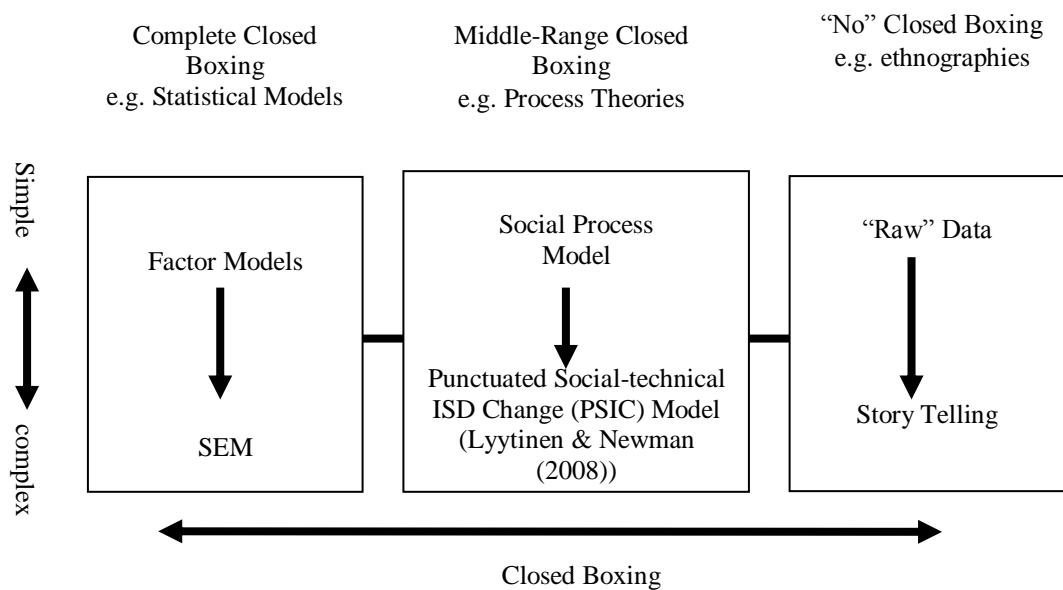 Complete Closed
Boxing
e.g. Statistical Models
Middle-Range Closed
Boxing
e.g. Process Theories
“No” Closed Boxing
e.g. ethnographies
Simple
complex
Factor Models
SEM
Social Process
Model
Punctuated Social-technical
ISD Change (PSIC) Model
(Lyytinen & Newman
(2008))
“Raw” Data
Story Telling
Closed Boxing